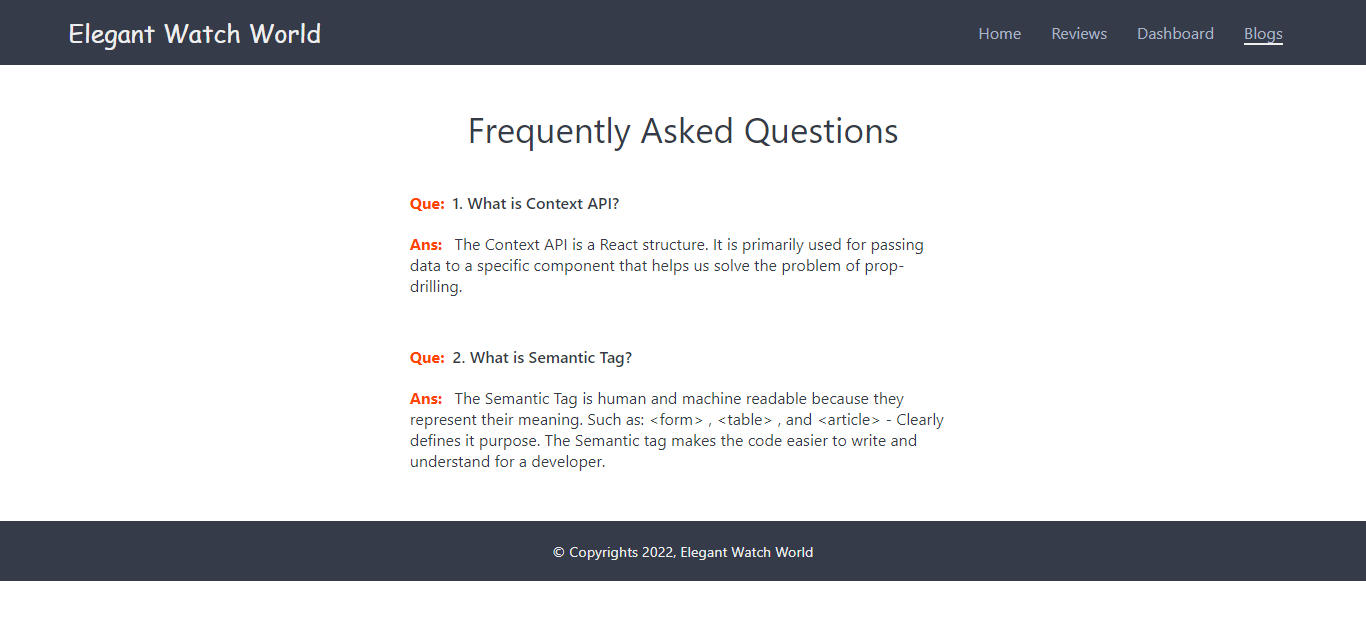 Elegant Watch World
Home Reviews Dashboard Blogs
Frequently Asked Questions
Que: 1. What is Context API?
Ans: The Context API is a React structure. It is primarily used for passing
data to a specific component that helps us solve the problem of prop-
drilling.
Que: 2. What is Semantic Tag?
Ans: The Semantic Tag is human and machine readable because they
represent their meaning. Such as: <form> , <table> , and <article> - Clearly
defines it purpose. The Semantic tag makes the code easier to write and
understand for a developer.
© Copyrights 2022, Elegant Watch World